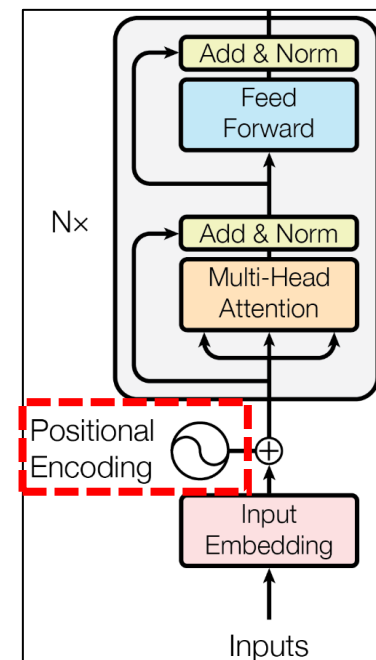 Add & Norm
Feed
Forward
N×
Add & Norm
Multi-Head
Attention
Positional
Encoding
Input
Embedding
Inputs